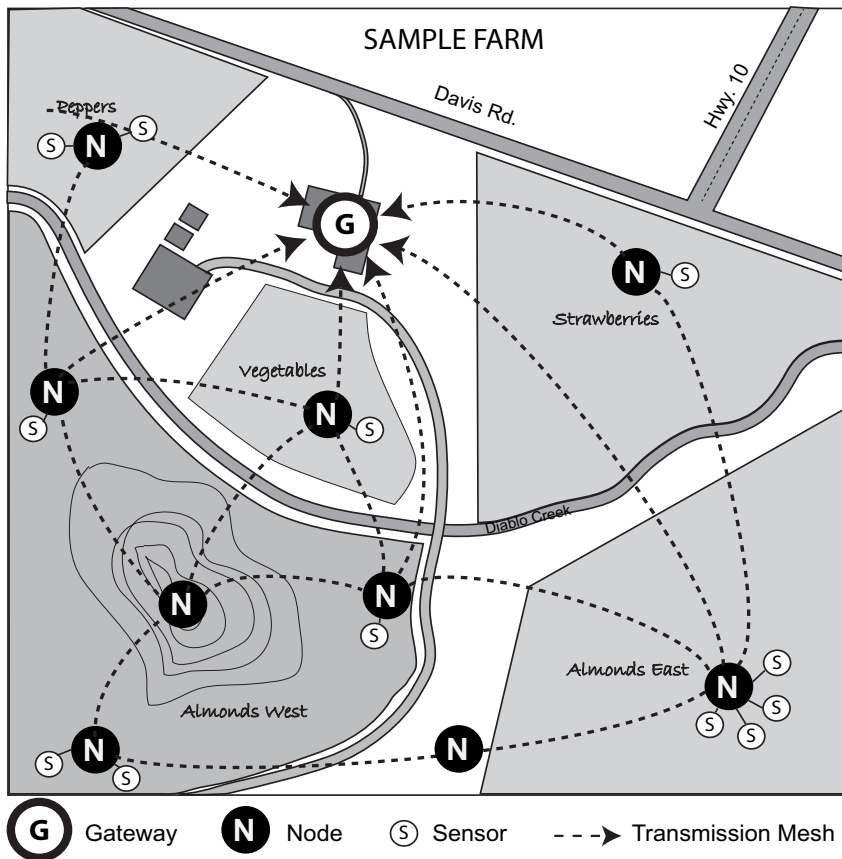 SAMPLE FARM
Davis Rd.
Hwy. 10
Peppers
S
S
N
G
N
S
Strawberries
Vegetables
N
S
N
S
Diablo Creek
N
N
S
Almonds West
Almonds East
N
S
S
S
S
N
S
S
N
G Gateway N Node S Sensor Transmission Mesh